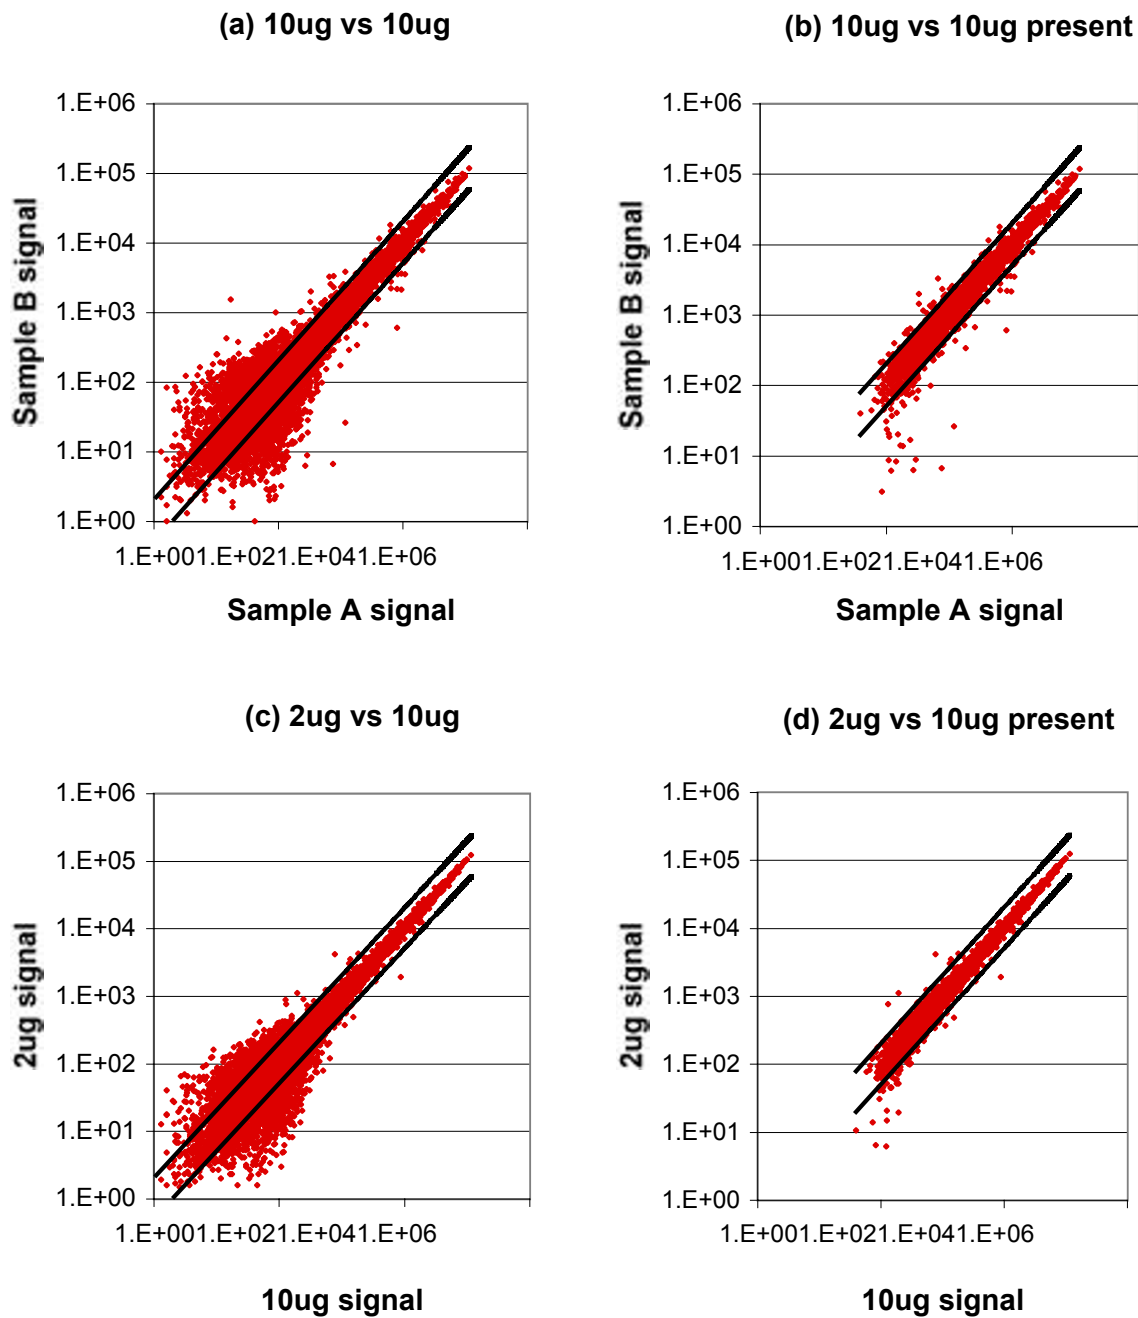 (a) 10ug vs 10ug
1.E+06
1.E+05
1.E+04
1.E+03
1.E+02
1.E+01
1.E+00
Sample B signal
1.E+001.E+021.E+041.E+06
Sample A signal
(b) 10ug vs 10ug present
1.E+06
1.E+05
1.E+04
1.E+03
1.E+02
1.E+01
1.E+00
Sample B signal
1.E+001.E+021.E+041.E+06
Sample A signal
(c) 2ug vs 10ug
1.E+06
1.E+05
1.E+04
1.E+03
1.E+02
1.E+01
1.E+00
2ug signal
1.E+001.E+021.E+041.E+06
10ug signal
(d) 2ug vs 10ug present
1.E+06
1.E+05
1.E+04
1.E+03
1.E+02
1.E+01
1.E+00
2ug signal
1.E+001.E+021.E+041.E+06
10ug signal